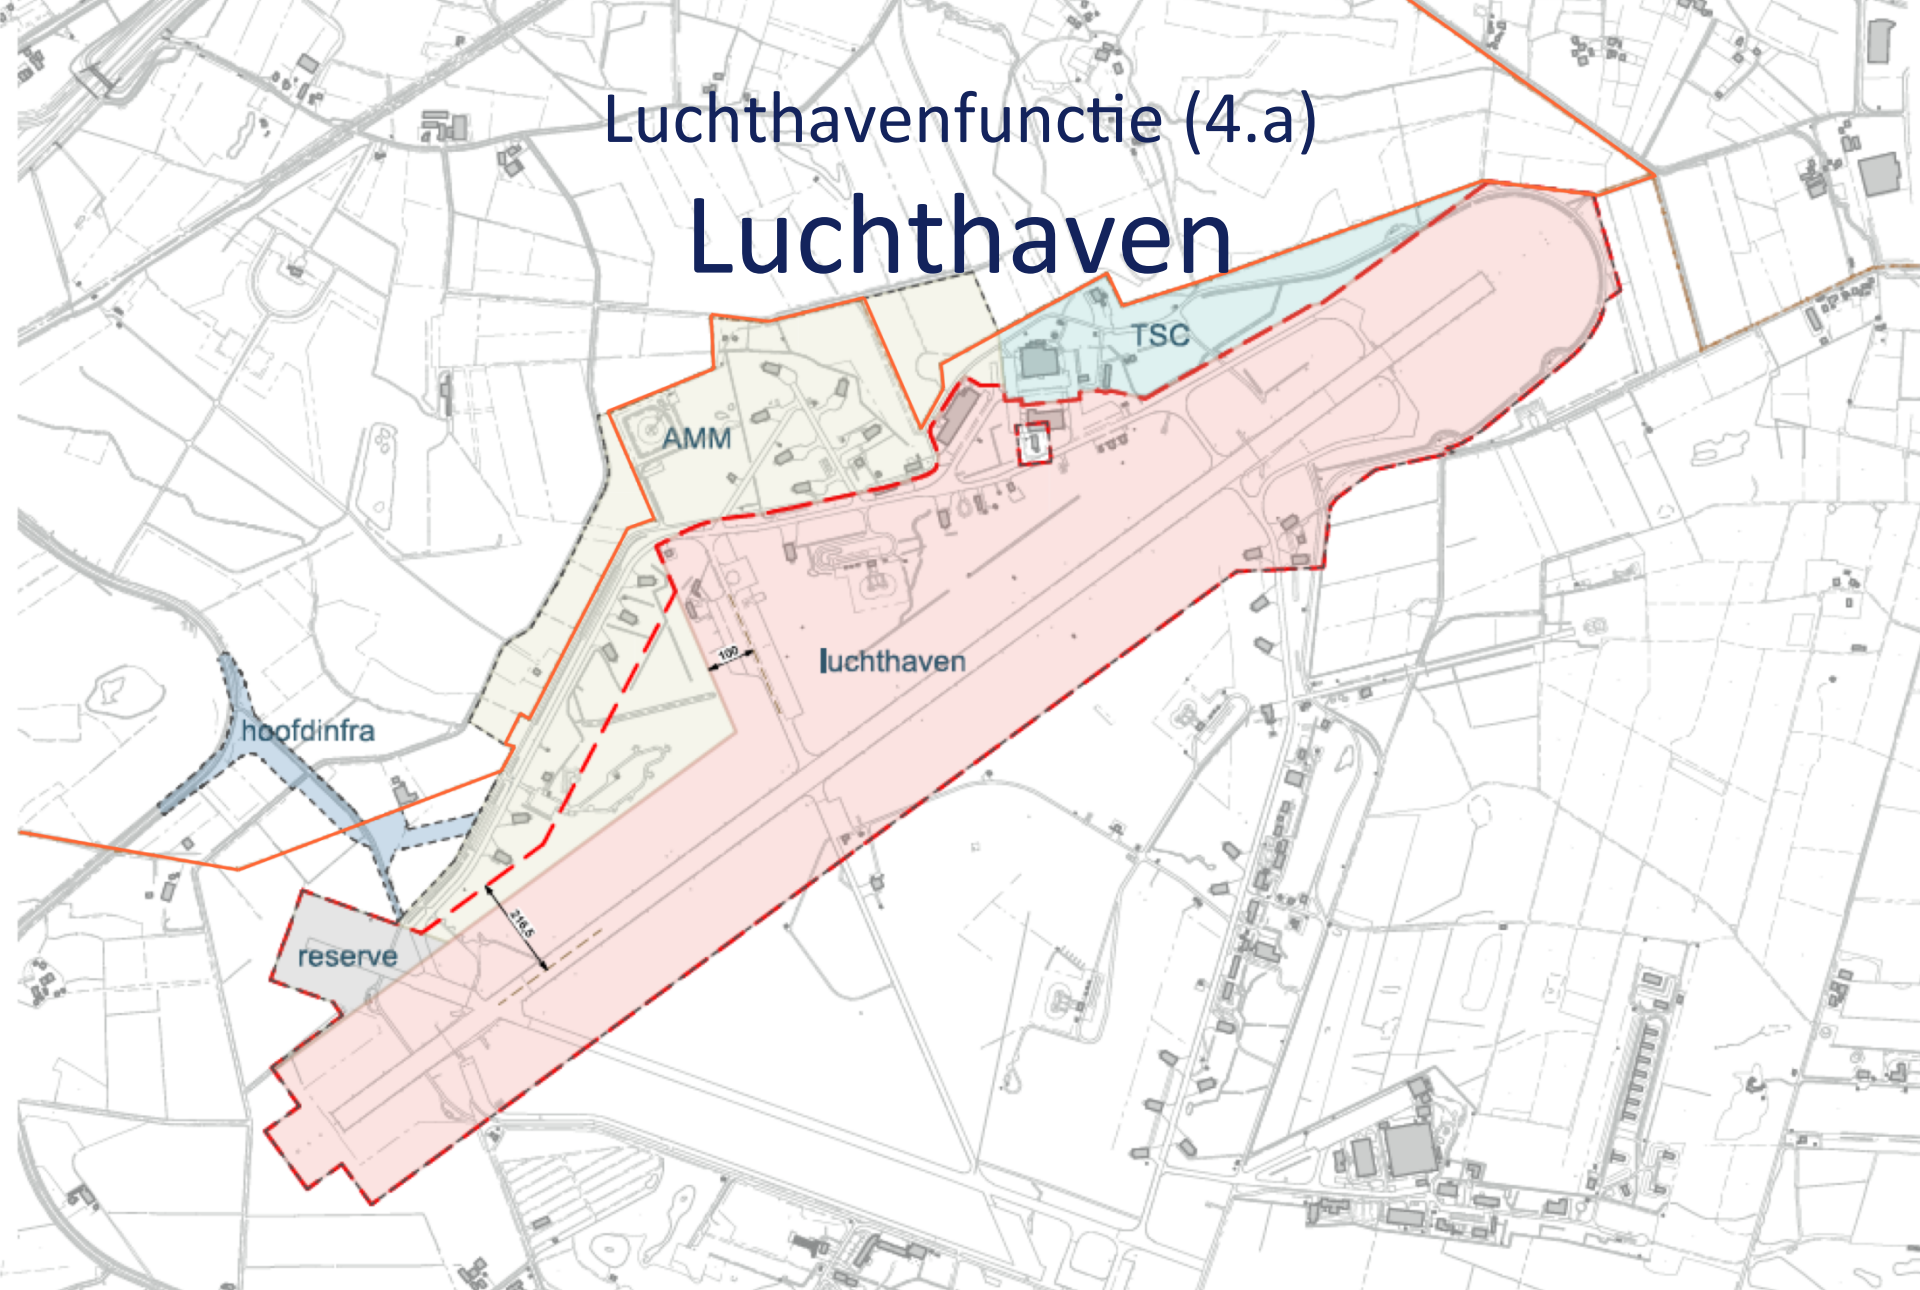 Luchthavenfunctie (4.a)
Luchthaven
TSC
AMM
100
luchthaven
hoofdinfra
216,5
reserve